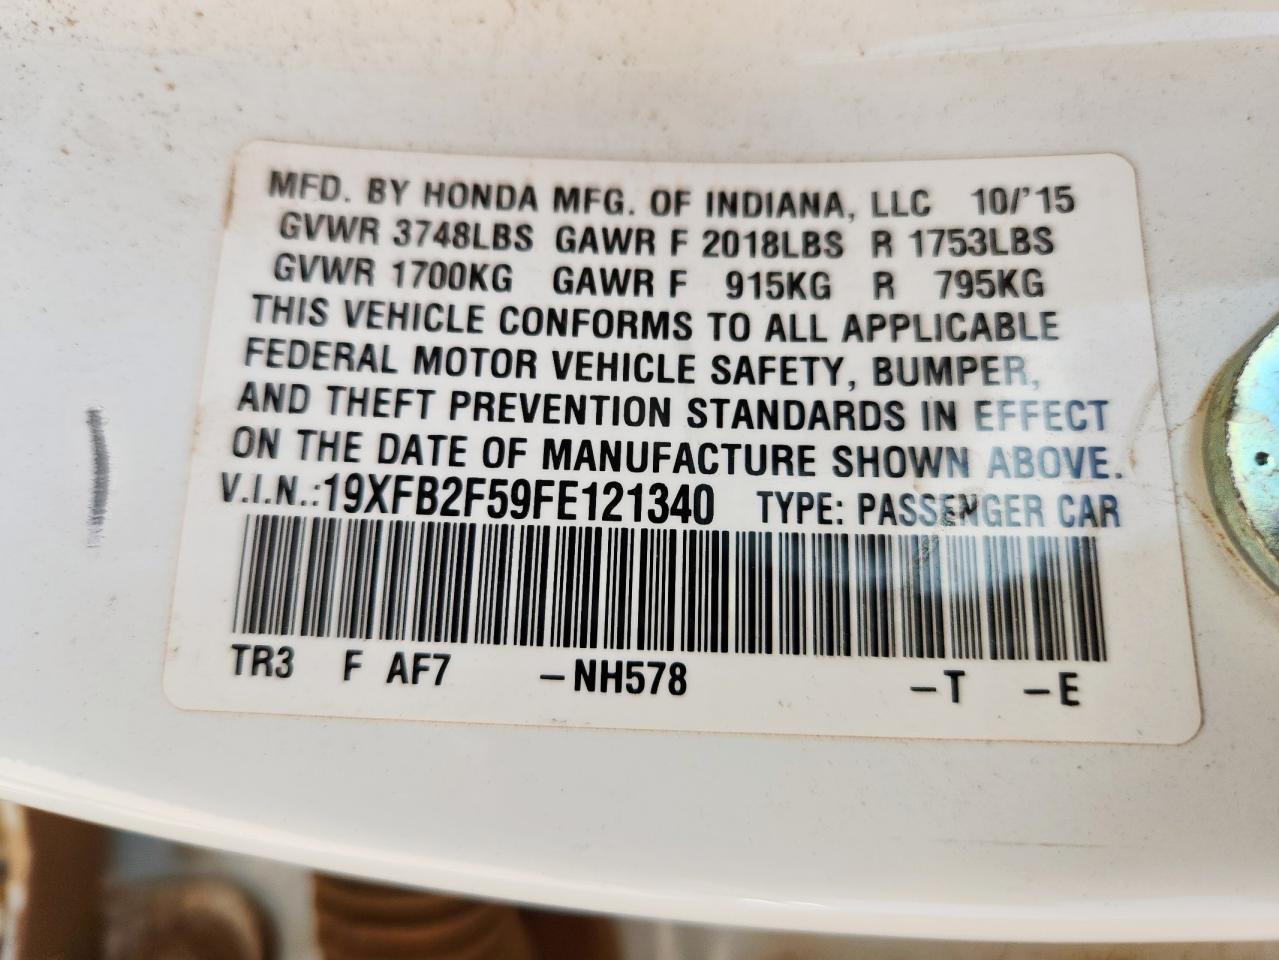 MFD. BY HONDA MFG. OF INDIANA, LLC 10/'15
GVWR 3748LBS GAWR F 2018LBS R 1753LBS
GVWR 1700KG GAWR F 915KG R 795KG
THIS VEHICLE CONFORMS TO ALL APPLICABLE
FEDERAL MOTOR VEHICLE SAFETY, BUMPER,
AND THEFT PREVENTION STANDARDS IN EFFECT
ON THE DATE OF MANUFACTURE SHOWN ABOVE.
V.I.N.:19XFB2F59FE121340 TYPE: PASSENGER CAR
TR3 F AF7 –NH578 –T –E